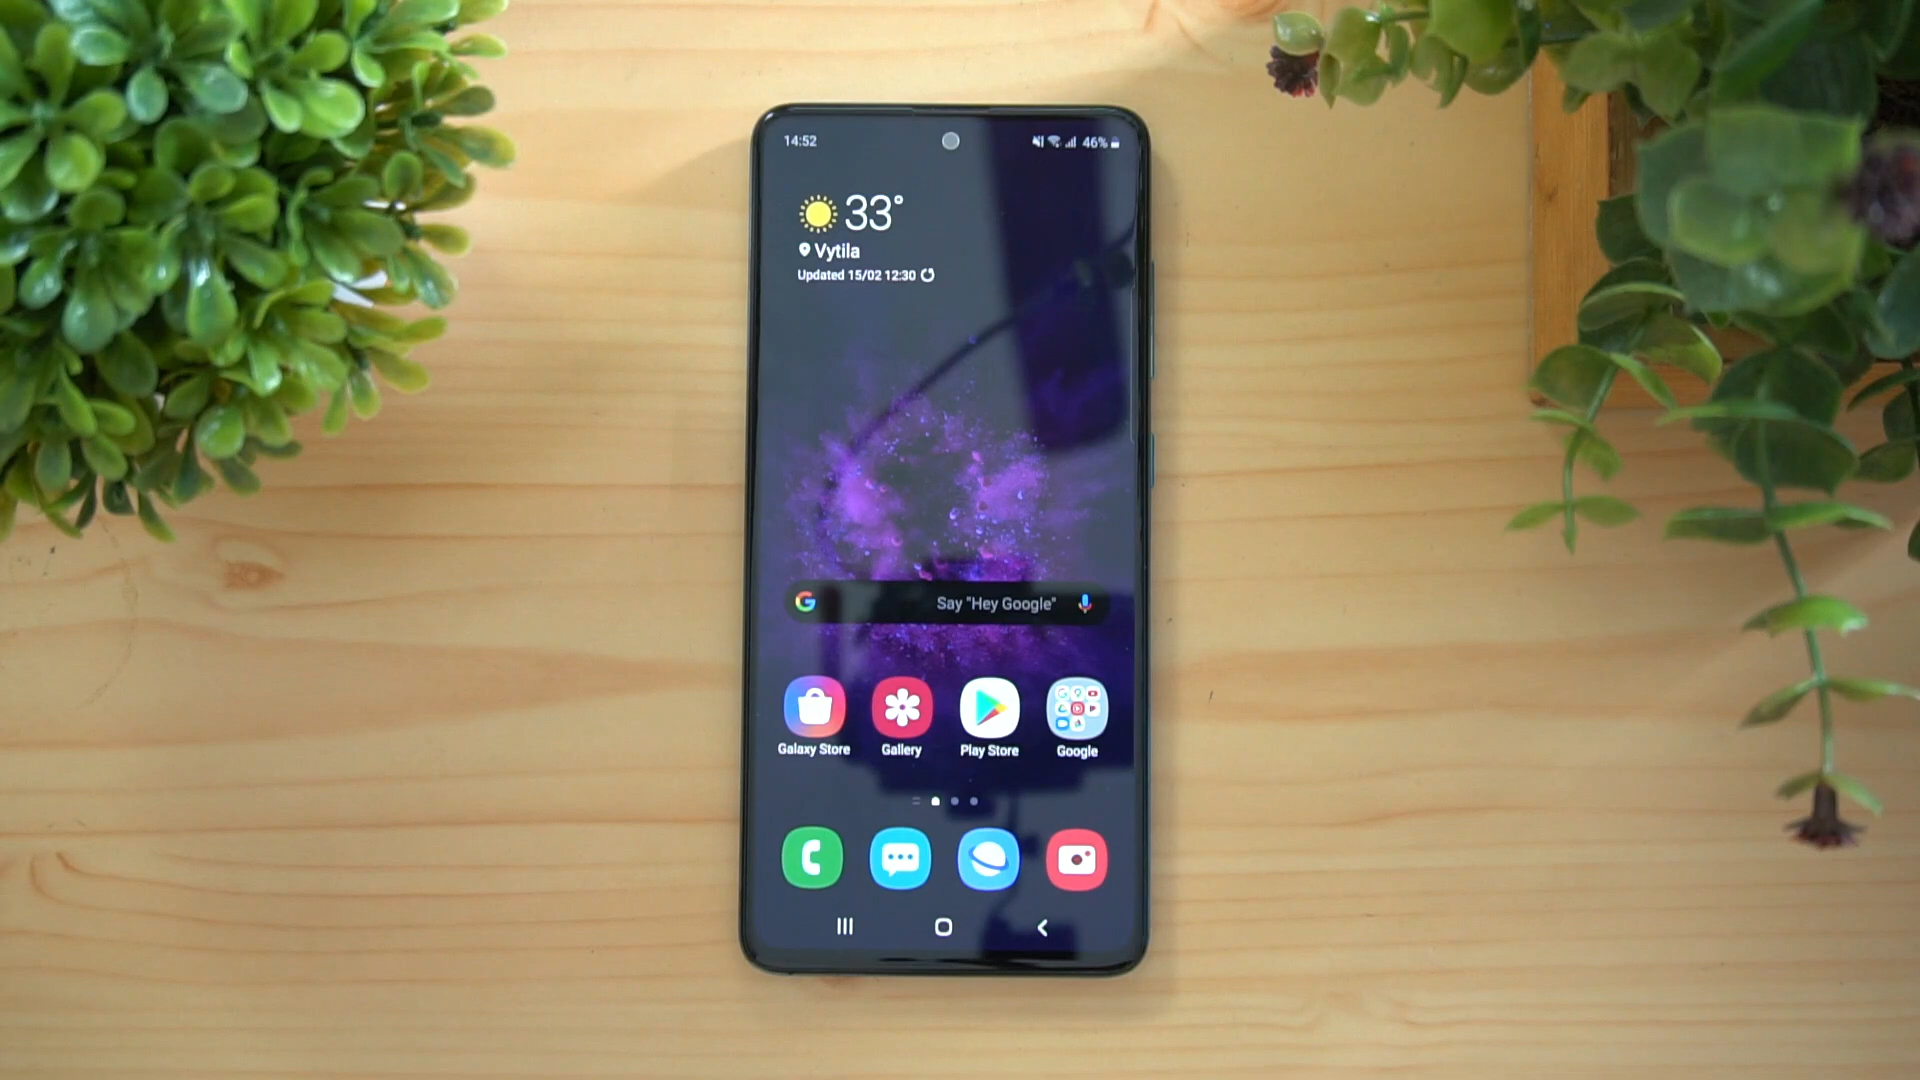 14:52
46%
33°
Vytila
Updated 15/02 12:30
Say "Hey Google"
Galaxy Store
Gallery
Play Store
Google